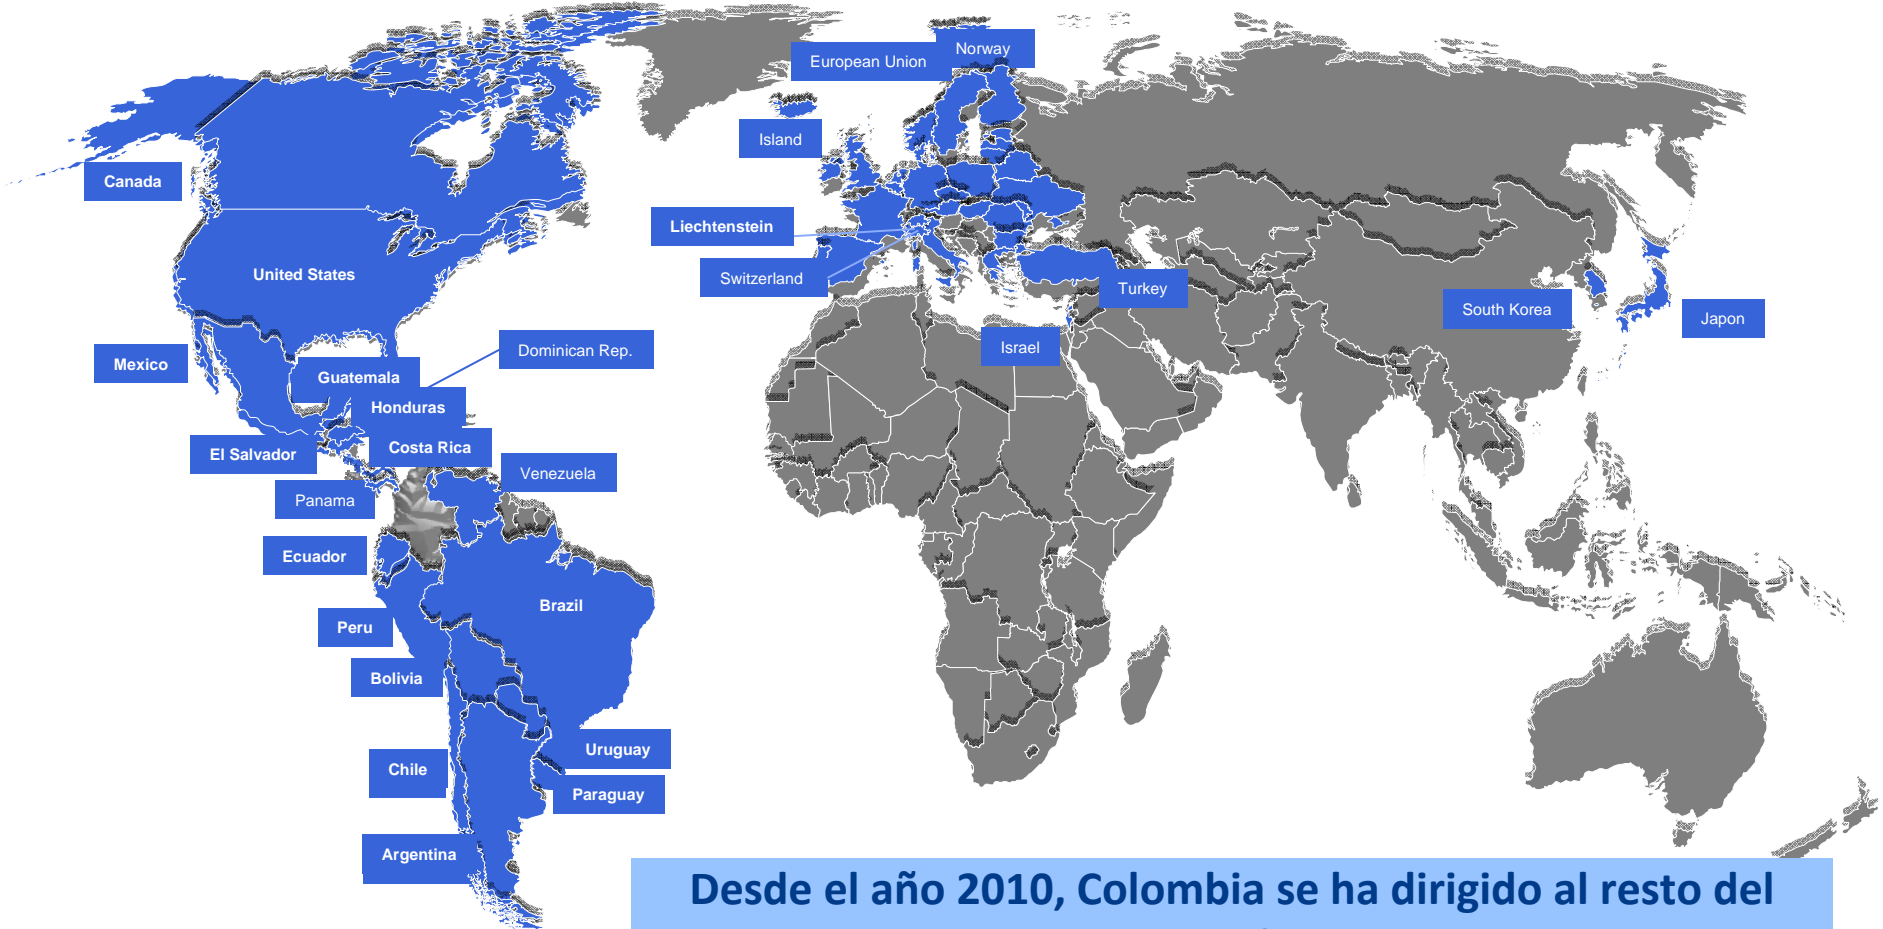 Norway
European Union
Island
Canada
Liechtenstein
United States
Switzerland
Turkey
South Korea
Japon
Israel
Dominican Rep.
Mexico
Guatemala
Honduras
Costa Rica
El Salvador
Venezuela
Panama
Ecuador
Brazil
Peru
Bolivia
Uruguay
Chile
Paraguay
Argentina
Desde el año 2010, Colombia se ha dirigido al resto del